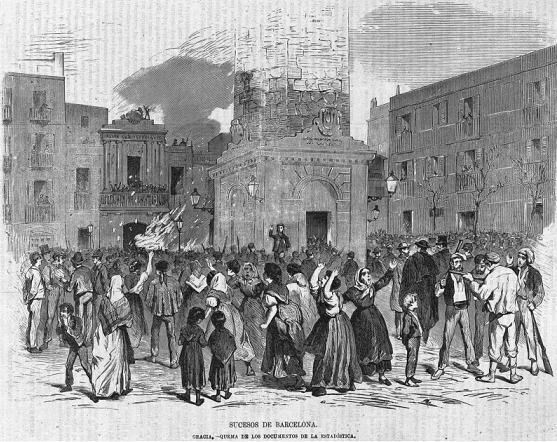 SUCESOS DE BARCELONA.
GRACIA.-QUEMA DE LOS DOCUMENTOS DE LA ESTADÍSTICA.